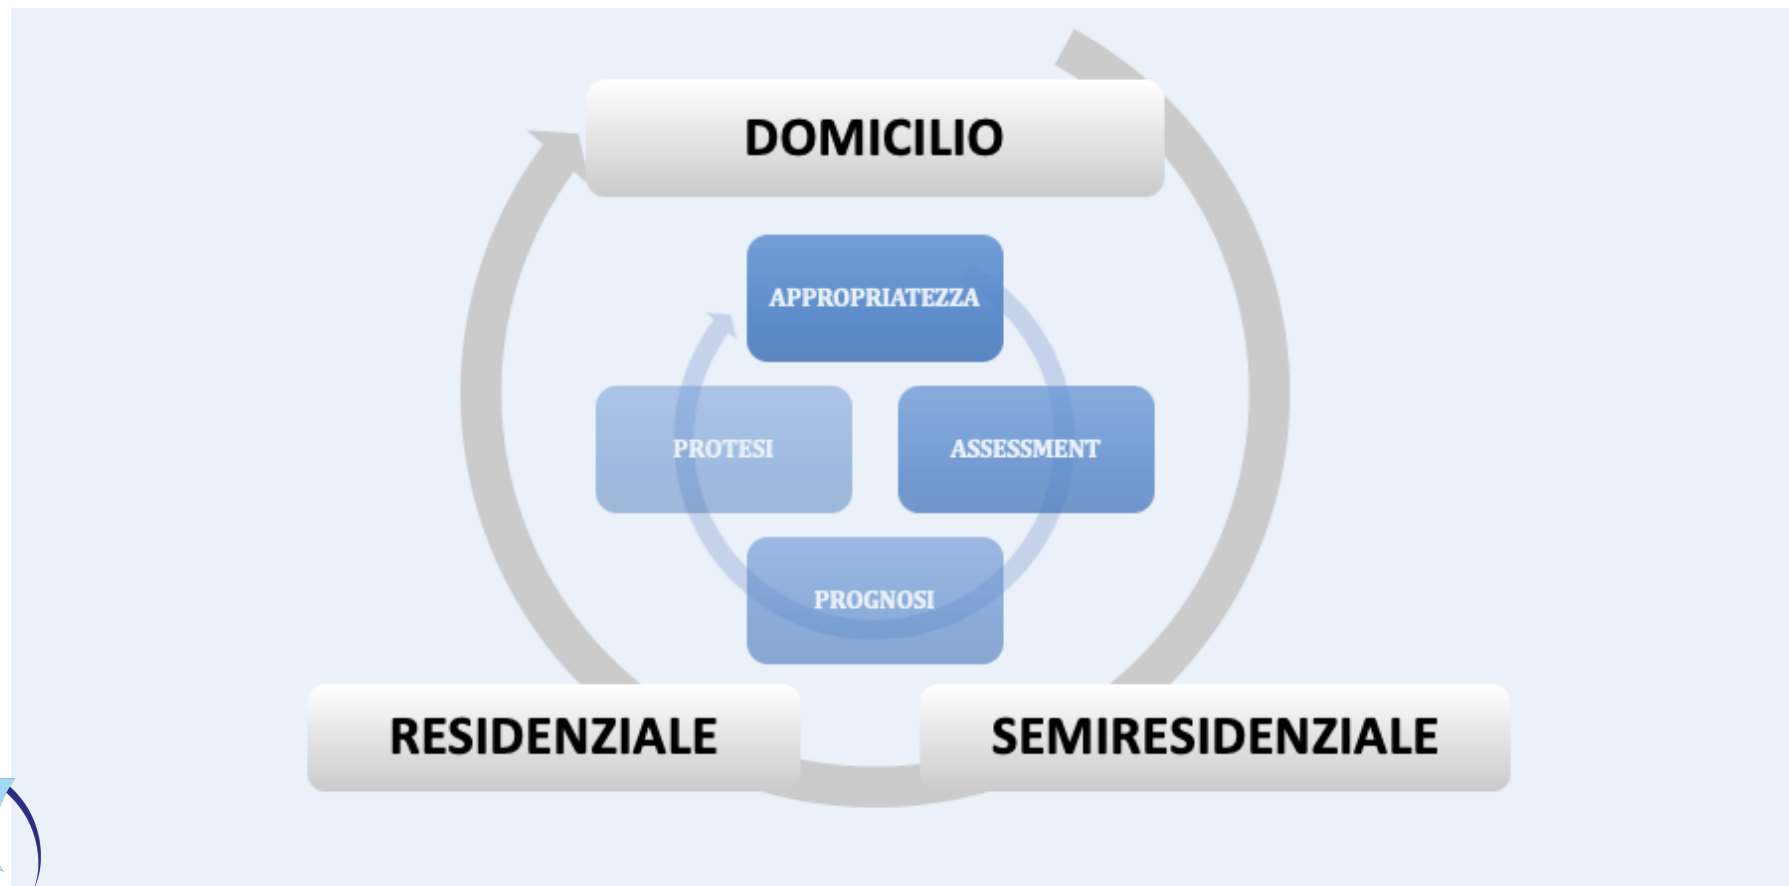 DOMICILIO
APPROPRIATEZZA
PROTESI
ASSESSMENT
PROGNOSI
RESIDENZIALE
SEMIRESIDENZIALE